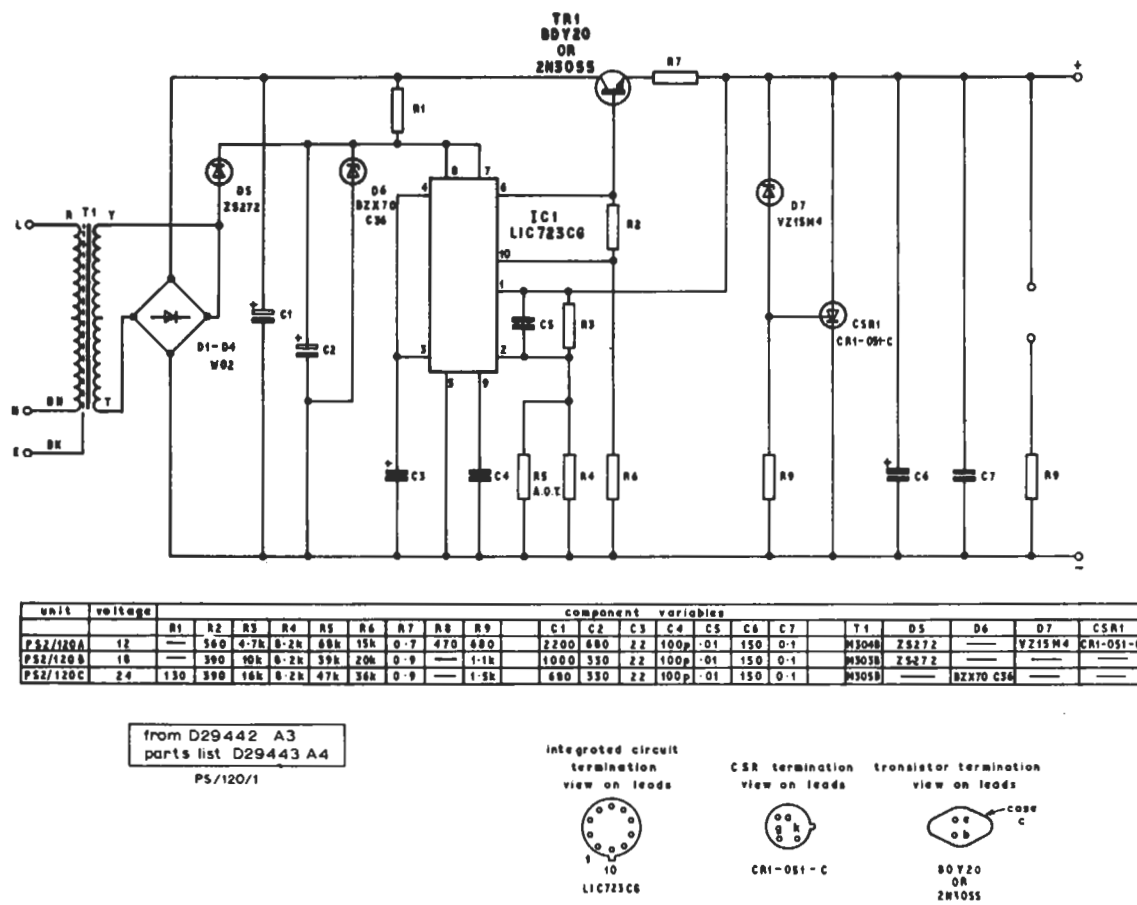 TR1
BDY20
OR
2N3055
R7
+
R1
D5
ZS272
D6
BZX70
C36
4
8
7
6
IC1
LIC723CG
R2
10
1
D7
VZ15M4
L
R T1 Y
C1
C2
D1-D4
W02
C5
R3
CSR1
CR1-051-C
3
2
5
9
N
BN
T
E
BK
C3
C4
R5
A.O.T.
R4
R6
R9
C6
C7
R9
-
unit voltage component variables
R1 R2 R3 R4 R5 R6 R7 R8 R9 C1 C2 C3 C4 C5 C6 C7 T1 D5 D6 D7 CSR1
PS2/120A 12 — 560 4·7k 8·2k 68k 15k 0·7 470 680 2200 680 22 100p ·01 150 0·1 M304B ZS272 — VZ15M4 CR1-051-C
PS2/120B 18 — 390 10k 8·2k 39k 20k 0·9 — 1·1k 1000 330 22 100p ·01 150 0·1 M303B ZS272 — — —
PS2/120C 24 130 390 16k 8·2k 47k 36k 0·9 — 1·5k 680 330 22 100p ·01 150 0·1 M305B — BZX70 C36 — —
from D29442 A3
parts list D29443 A4
PS/120/1
integrated circuit
termination
view on leads
1
10
LIC723CG
CSR termination
view on leads
a
g k
CR1-051-C
transistor termination
view on leads
case
c
e
b
BDY20
OR
2N3055